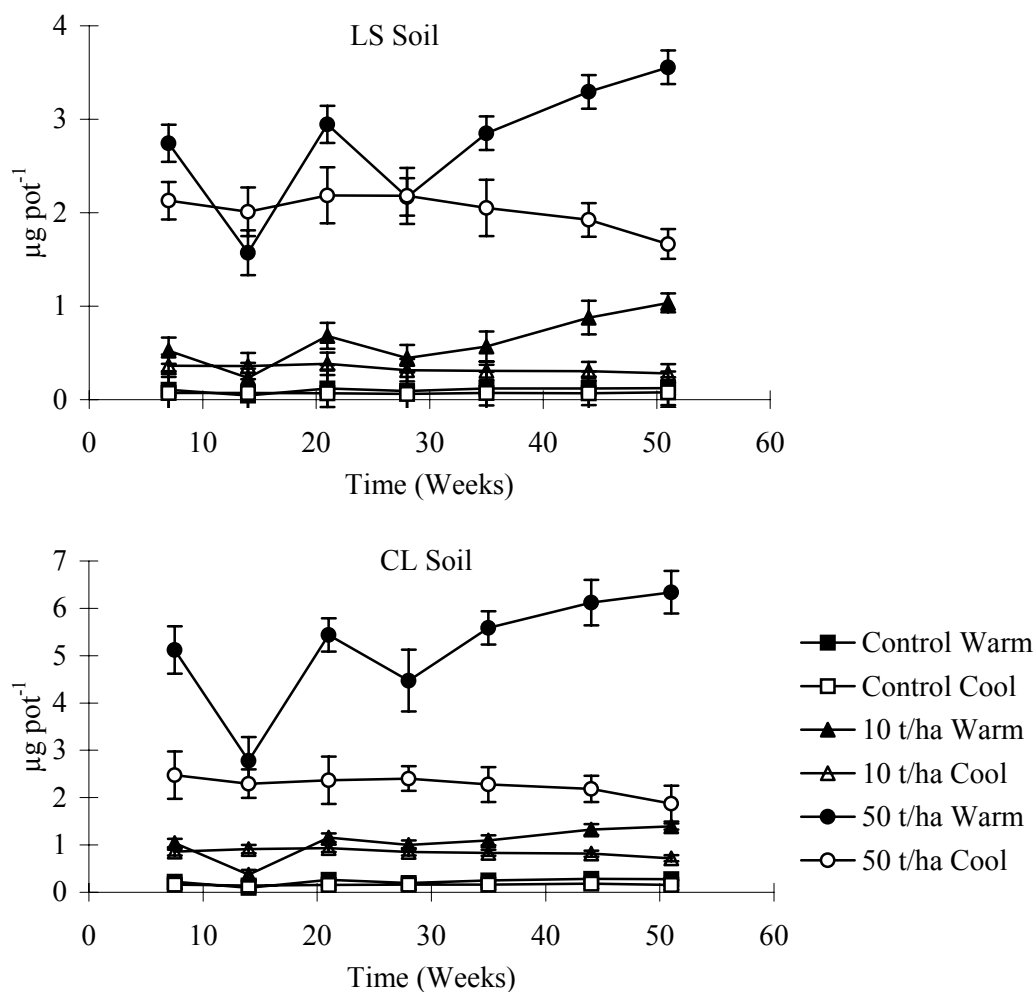 LS Soil
4
3
2
1
0
µg pot⁻¹
0 10 20 30 40 50 60
Time (Weeks)
CL Soil
7
6
5
4
3
2
1
0
µg pot⁻¹
0 10 20 30 40 50 60
Time (Weeks)
Control Warm
Control Cool
10 t/ha Warm
10 t/ha Cool
50 t/ha Warm
50 t/ha Cool